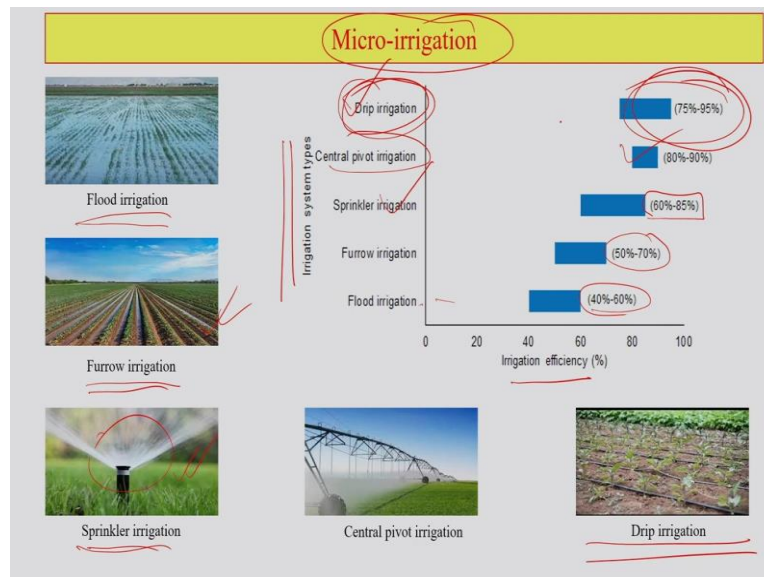 Micro-irrigation
Flood irrigation
Furrow irrigation
Sprinkler irrigation
Irrigation system types
Drip irrigation
(75%-95%)
Central pivot irrigation
(80%-90%)
Sprinkler irrigation
(60%-85%)
Furrow irrigation
(50%-70%)
Flood irrigation
(40%-60%)
0 20 40 60 80 100
Irrigation efficiency (%)
Central pivot irrigation
Drip irrigation